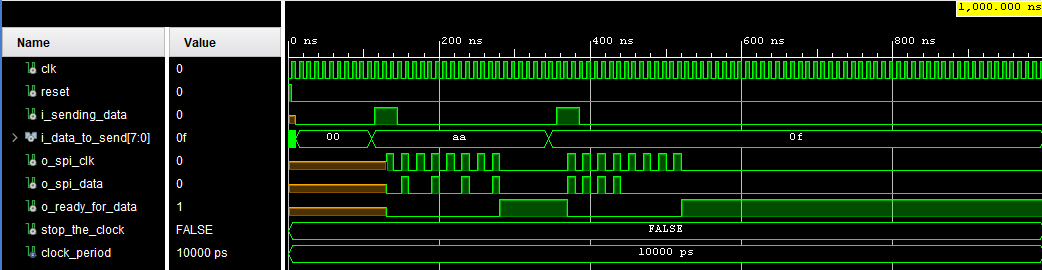 1,000.000 ns
Name Value 0 ns 200 ns 400 ns 600 ns 800 ns
clk 0
reset 0
i_sending_data 0
i_data_to_send[7:0] 0f 00 aa 0f
o_spi_clk 0
o_spi_data 0
o_ready_for_data 1
stop_the_clock FALSE FALSE
clock_period 10000 ps 10000 ps